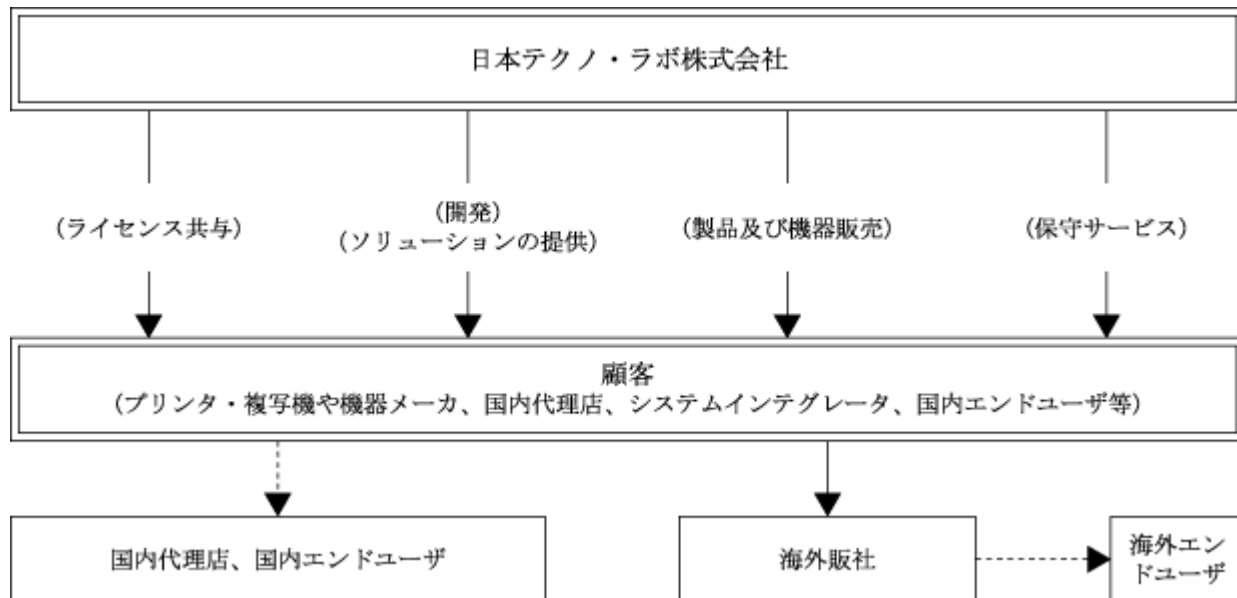 日本テクノ・ラボ株式会社
（ライセンス共与）
（開発）
（ソリューションの提供）
（製品及び機器販売）
（保守サービス）
顧客
（プリンタ・複写機や機器メーカ、国内代理店、システムインテグレータ、国内エンドユーザ等）
国内代理店、国内エンドユーザ
海外販社
海外エン
ドユーザ